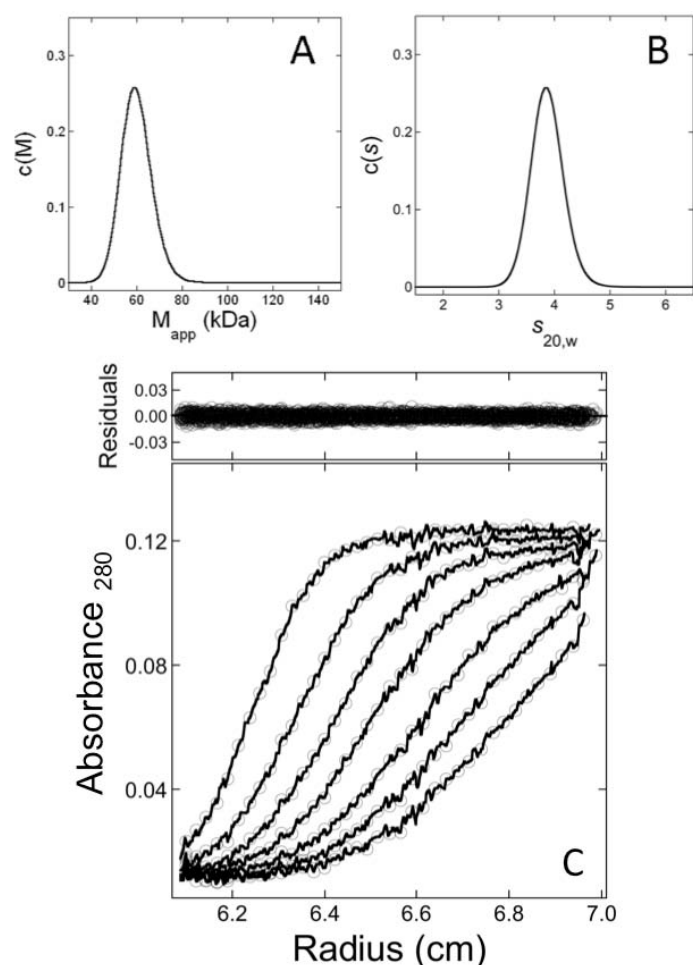 A
0.3
0.2
0.1
0
c(M)
40 60 80 100 120 140
M app (kDa)
B
0.3
0.2
0.1
0
c(s)
2 3 4 5 6
s 20,w
Residuals
0.03
0.00
-0.03
Absorbance 280
0.12
0.08
0.04
C
6.2 6.4 6.6 6.8 7.0
Radius (cm)